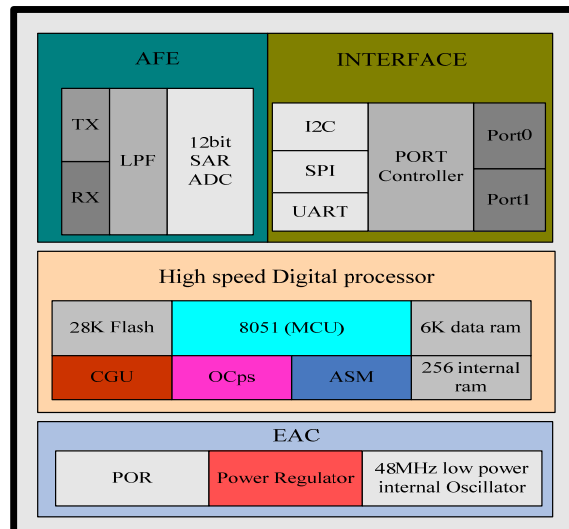 AFE
TX
RX
LPF
12bit
SAR
ADC
INTERFACE
I2C
SPI
UART
PORT
Controller
Port0
Port1
High speed Digital processor
28K Flash
8051 (MCU)
6K data ram
CGU
OCps
ASM
256 internal
ram
EAC
POR
Power Regulator
48MHz low power
internal Oscillator